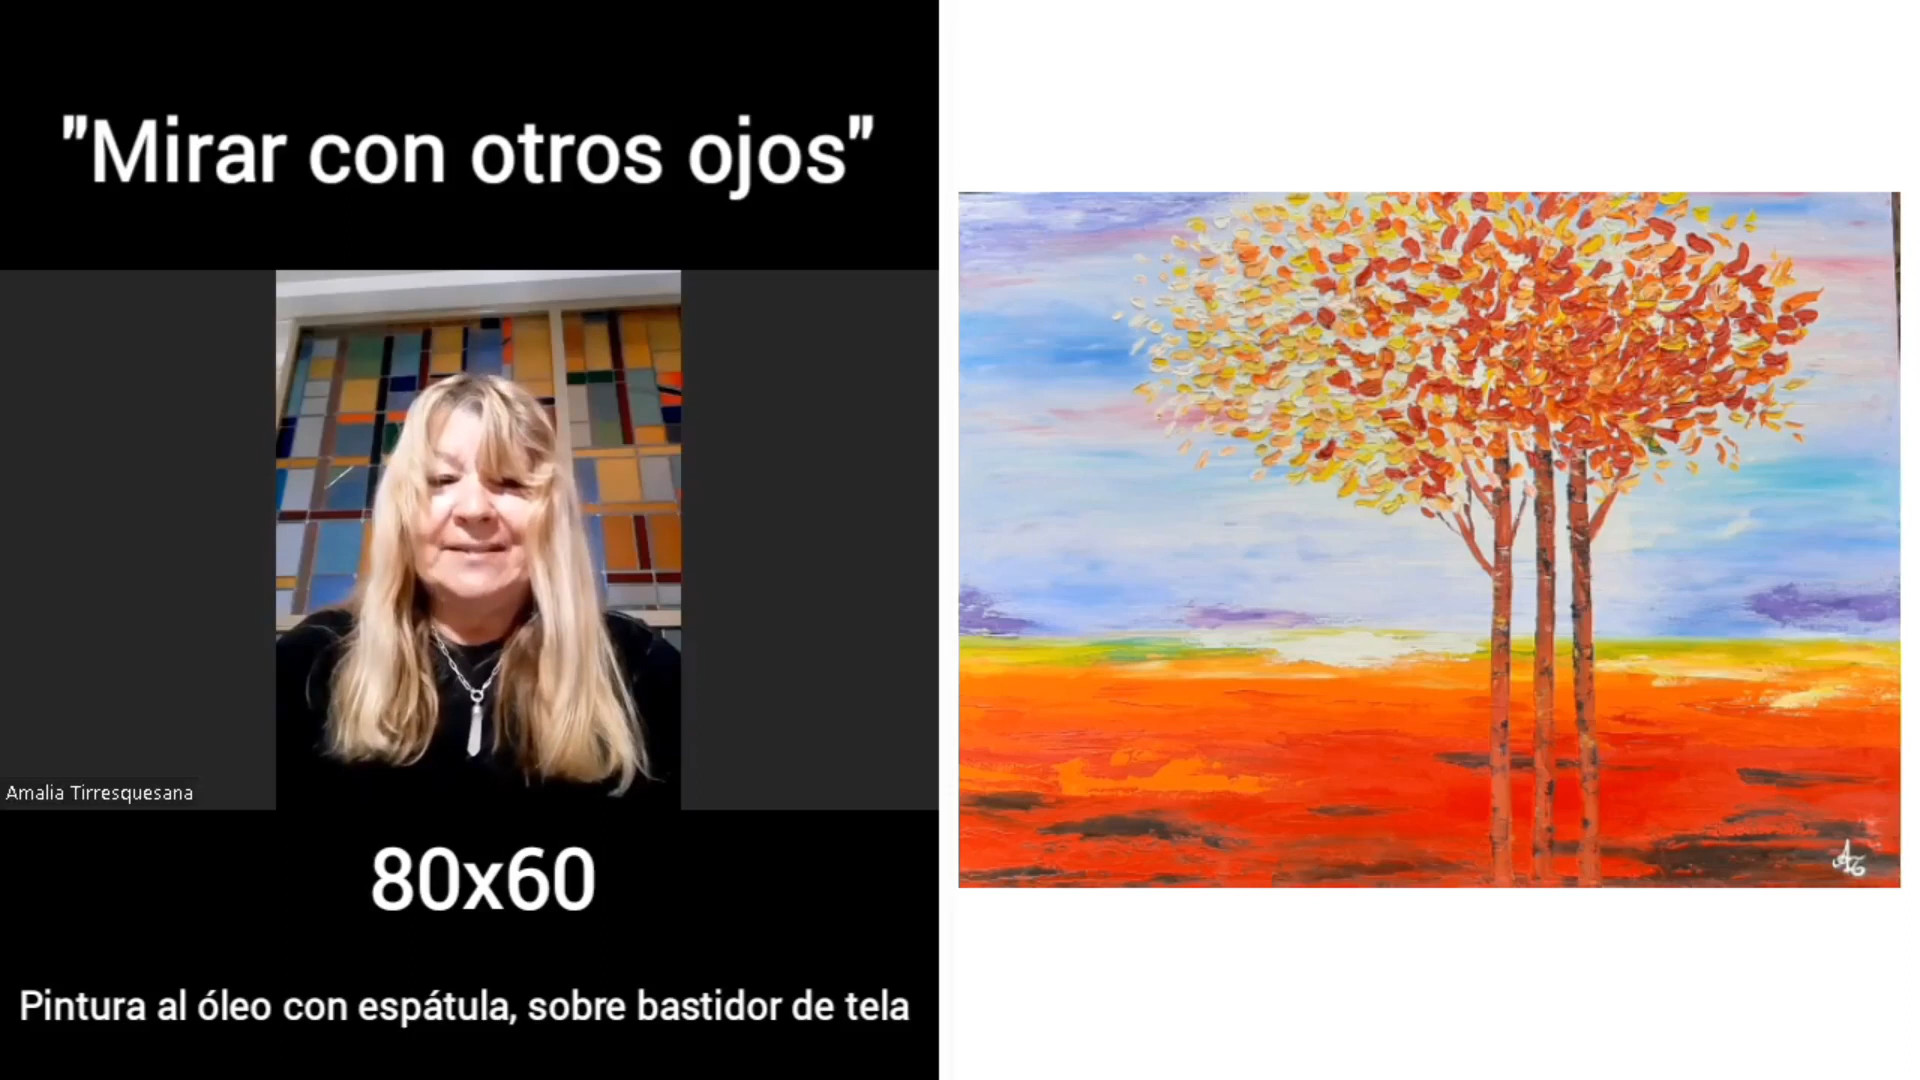 "Mirar con otros ojos"
Amalia Tirresquesana
80x60
Pintura al óleo con espátula, sobre bastidor de tela